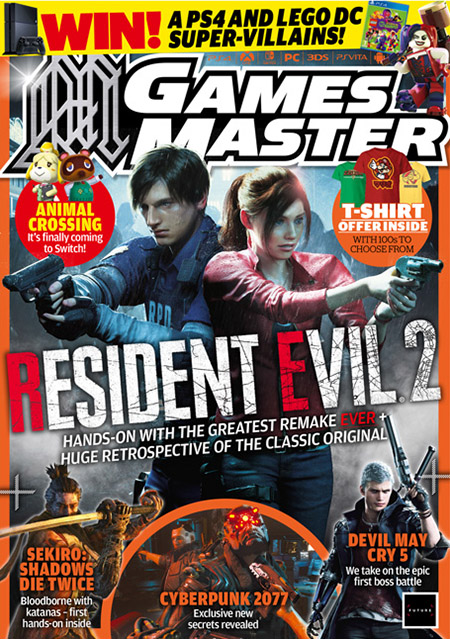 WIN!
A PS4 AND LEGO DC
SUPER-VILLAINS!
PC 3DS PSVITA
GAMES
MASTER
ANIMAL
CROSSING
It's finally coming
to Switch!
T-SHIRT
OFFER INSIDE
WITH 100s TO
CHOOSE FROM
R.P.D.
RESIDENT EVIL 2
HANDS-ON WITH THE GREATEST REMAKE EVER +
HUGE RETROSPECTIVE OF THE CLASSIC ORIGINAL
SEKIRO:
SHADOWS
DIE TWICE
Bloodborne with
katanas – first
hands-on inside
CYBERPUNK 2077
Exclusive new
secrets revealed
DEVIL MAY
CRY 5
We take on the epic
first boss battle
FUTURE